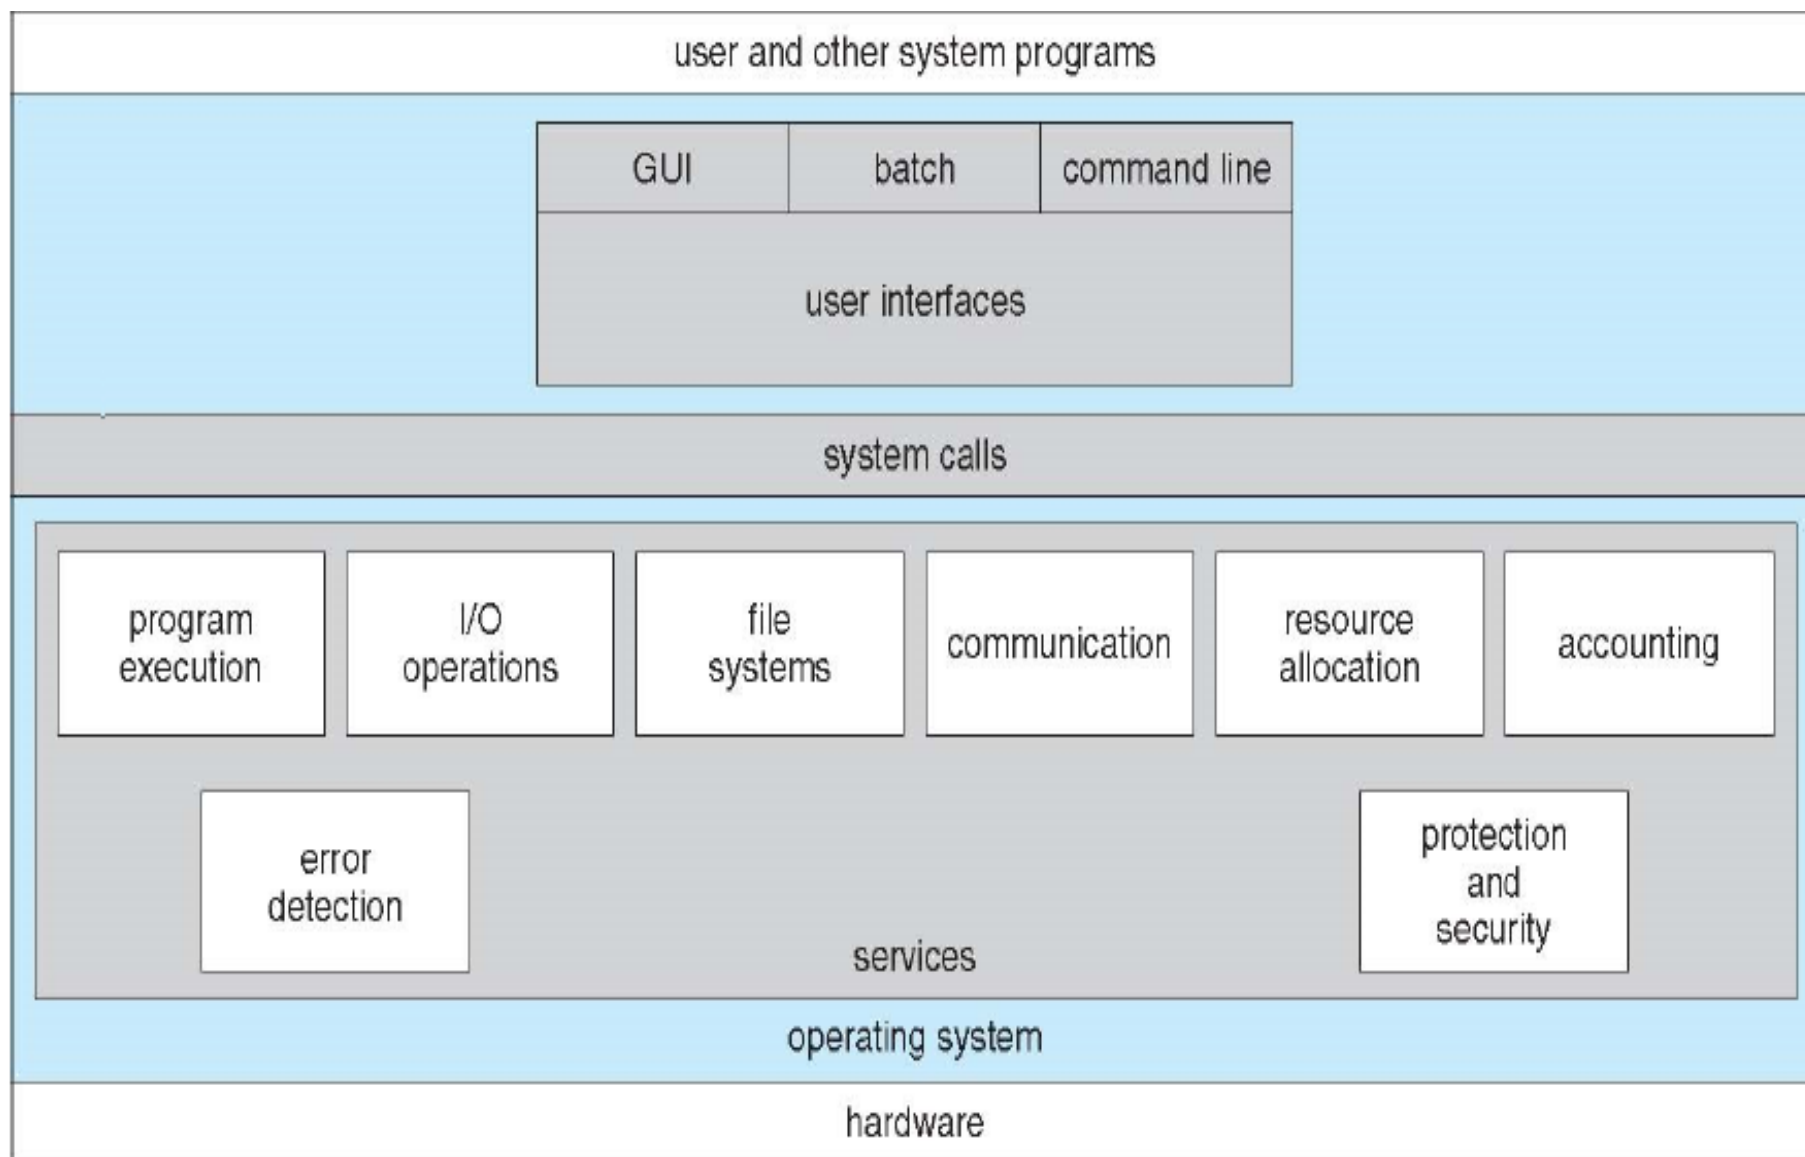 user and other system programs
GUI
batch
command line
user interfaces
system calls
program
execution
I/O
operations
file
systems
communication
resource
allocation
accounting
error
detection
protection
and
security
services
operating system
hardware